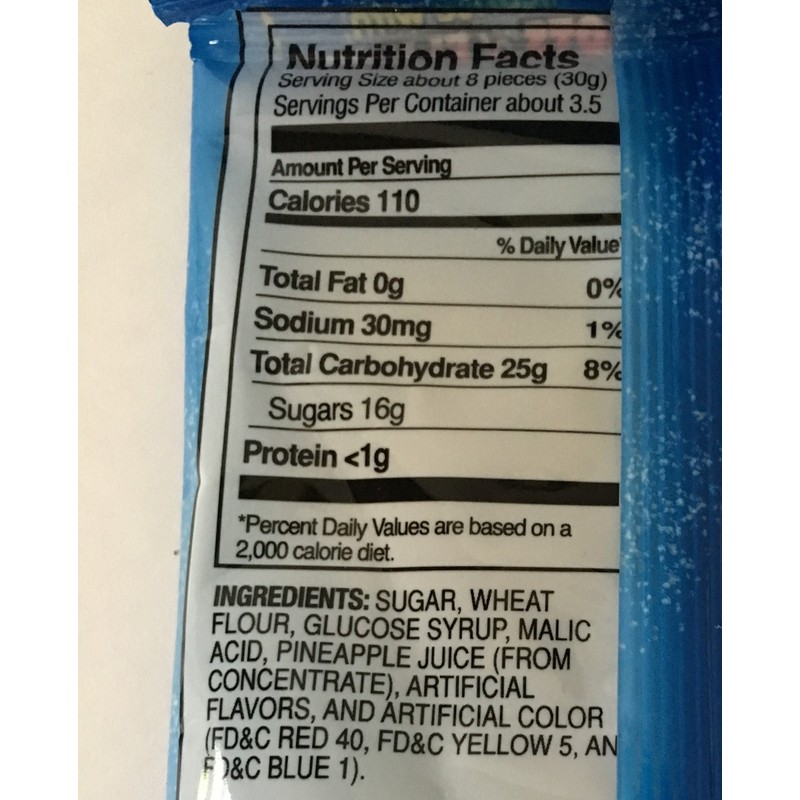 Nutrition Facts
Serving Size about 8 pieces (30g)
Servings Per Container about 3.5
Amount Per Serving
Calories 110
% Daily Value
Total Fat 0g 0%
Sodium 30mg 1%
Total Carbohydrate 25g 8%
Sugars 16g
Protein <1g
*Percent Daily Values are based on a
2,000 calorie diet.
INGREDIENTS: SUGAR, WHEAT
FLOUR, GLUCOSE SYRUP, MALIC
ACID, PINEAPPLE JUICE (FROM
CONCENTRATE), ARTIFICIAL
FLAVORS, AND ARTIFICIAL COLOR
(FD&C RED 40, FD&C YELLOW 5, AN
FD&C BLUE 1).